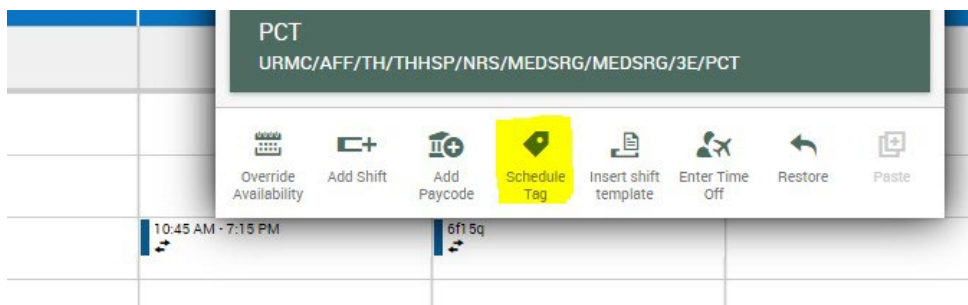 PCT
URMC/AFF/TH/THHSP/NRS/MEDSRG/MEDSRG/3E/PCT
Override
Availability
Add Shift
Add
Paycode
Schedule
Tag
Insert shift
template
Enter Time
Off
Restore
Paste
10:45 AM - 7:15 PM
6f15q